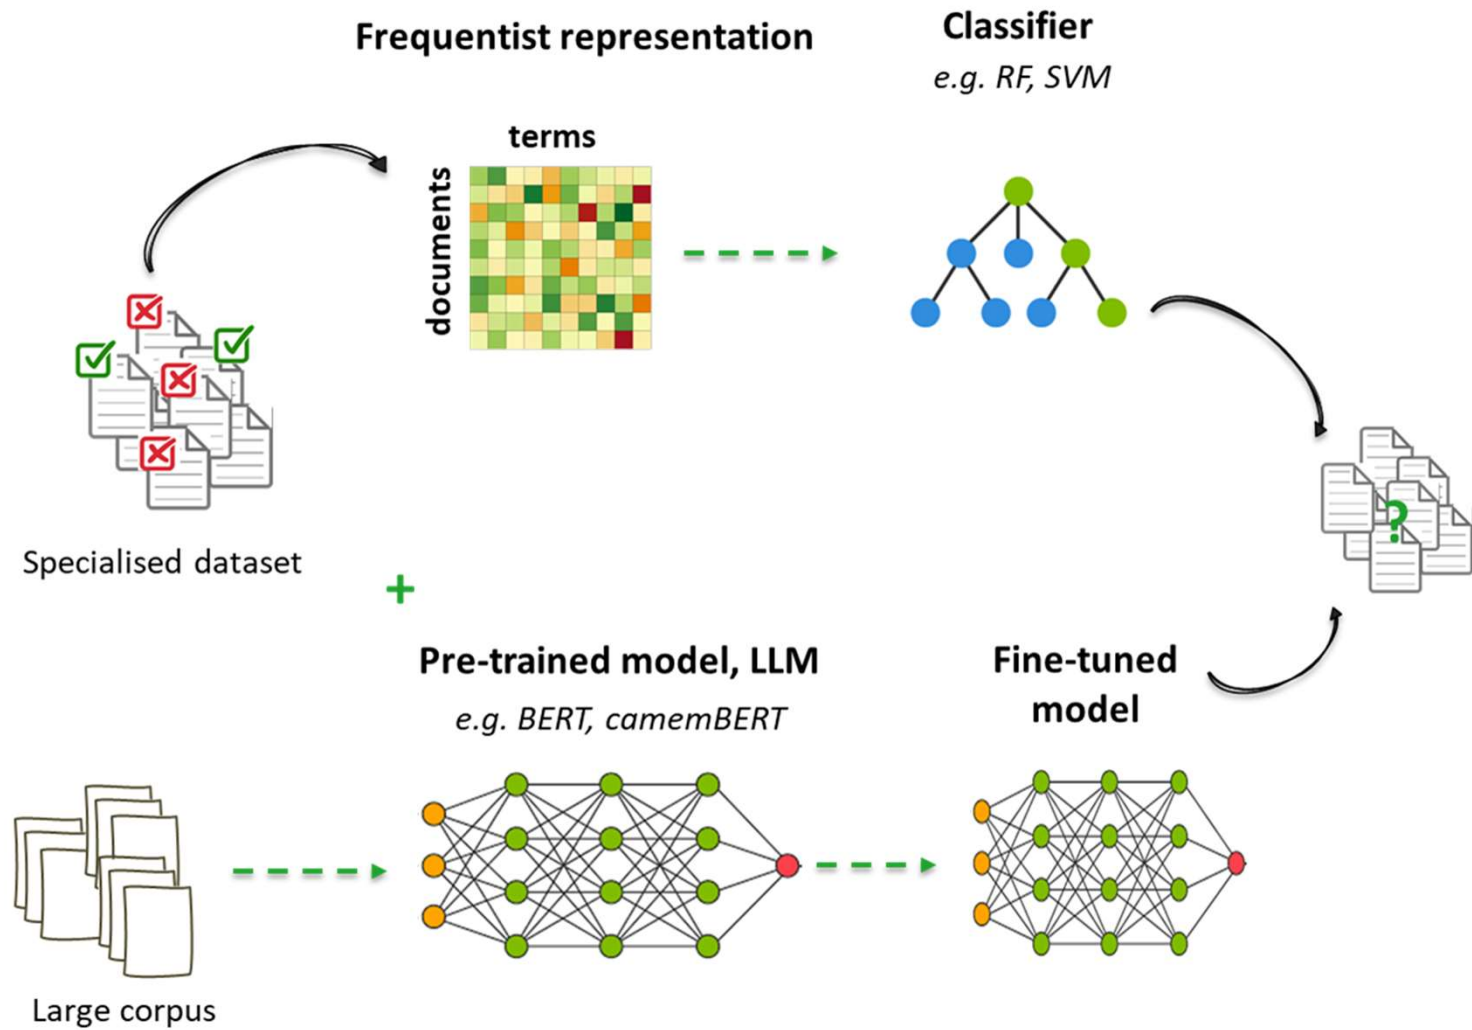 Frequentist representation
Classifier
e.g. RF, SVM
terms
documents
Specialised dataset
?
+
Pre-trained model, LLM
e.g. BERT, camemBERT
Fine-tuned
model
Large corpus